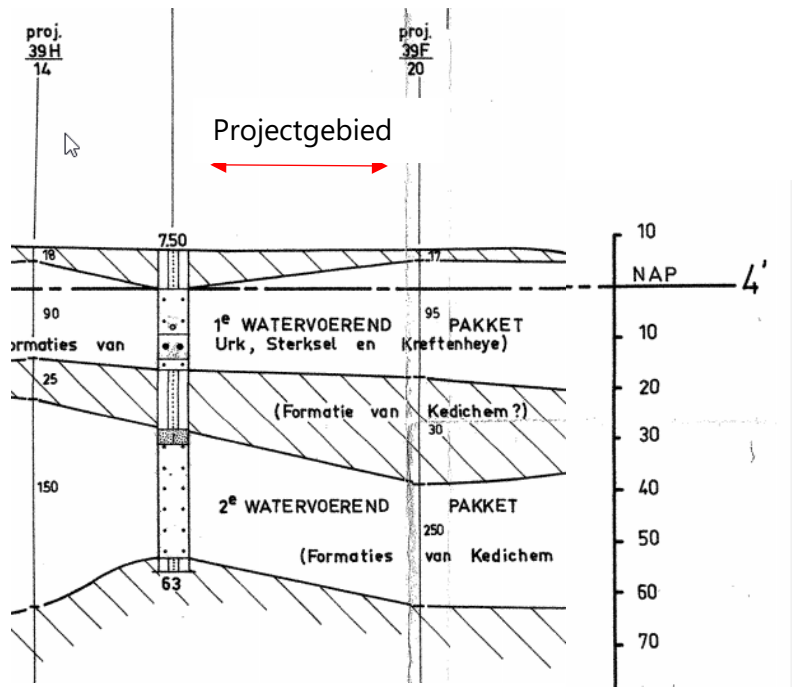 proj.
39H
14
proj.
39F
20
Projectgebied
7.50
18
17
10
NAP
4'
90
1e WATERVOEREND
95
PAKKET
ormaties van
Urk, Sterksel en Kreftenheye)
10
25
20
(Formatie van Kedichem?)
30
30
150
40
2e WATERVOEREND
PAKKET
250
50
(Formaties van Kedichem
63
60
70